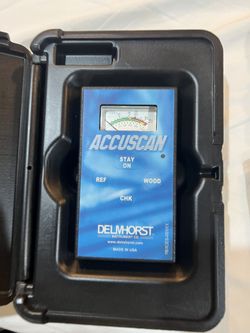 ACCUSCAN
STAY
ON
REF WOOD
CHK
DELMHORST
INSTRUMENT CO.
www.delmhorst.com
MADE IN USA